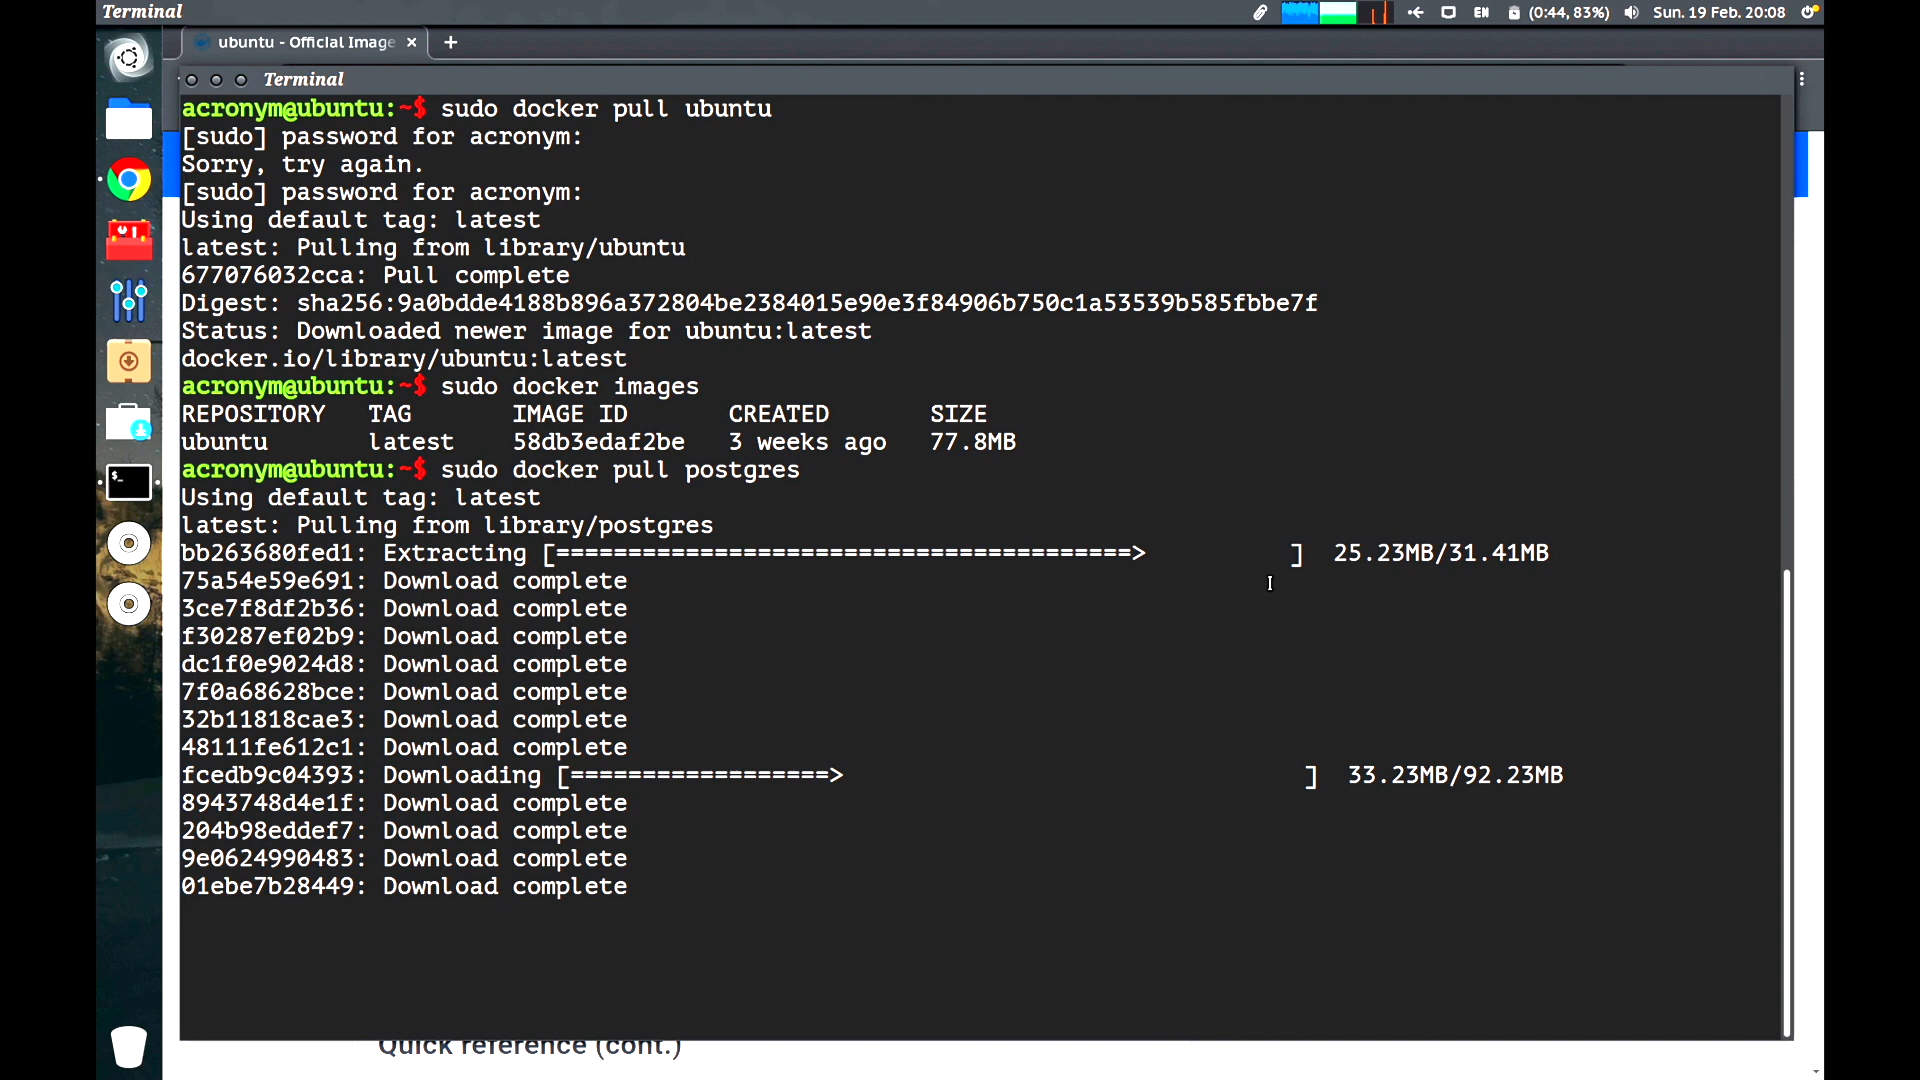 Terminal
EN
(0:44, 83%)
Sun. 19 Feb. 20:08
ubuntu - Official Image
Terminal
acronym@ubuntu:~$ sudo docker pull ubuntu
[sudo] password for acronym:
Sorry, try again.
[sudo] password for acronym:
Using default tag: latest
latest: Pulling from library/ubuntu
677076032cca: Pull complete
Digest: sha256:9a0bdde4188b896a372804be2384015e90e3f84906b750c1a53539b585fbbe7f
Status: Downloaded newer image for ubuntu:latest
docker.io/library/ubuntu:latest
acronym@ubuntu:~$ sudo docker images
REPOSITORY   TAG       IMAGE ID       CREATED       SIZE
ubuntu       latest    58db3edaf2be   3 weeks ago   77.8MB
acronym@ubuntu:~$ sudo docker pull postgres
Using default tag: latest
latest: Pulling from library/postgres
bb263680fed1: Extracting [========================================>          ]  25.23MB/31.41MB
75a54e59e691: Download complete
3ce7f8df2b36: Download complete
f30287ef02b9: Download complete
dc1f0e9024d8: Download complete
7f0a68628bce: Download complete
32b11818cae3: Download complete
48111fe612c1: Download complete
fcedb9c04393: Downloading [==================>                                ]  33.23MB/92.23MB
8943748d4e1f: Download complete
204b98eddef7: Download complete
9e0624990483: Download complete
01ebe7b28449: Download complete
Quick reference (cont.)